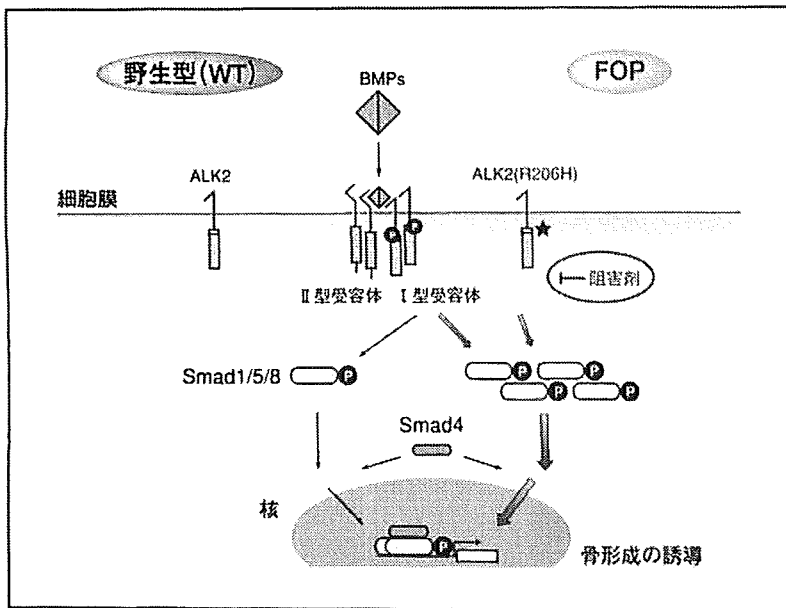 野生型(WT)
FOP
BMPs
ALK2
ALK2(R206H)
細胞膜
P
P
阻害剤
II型受容体
I型受容体
Smad1/5/8
P
P
P
P
P
Smad4
核
P
骨形成の誘導